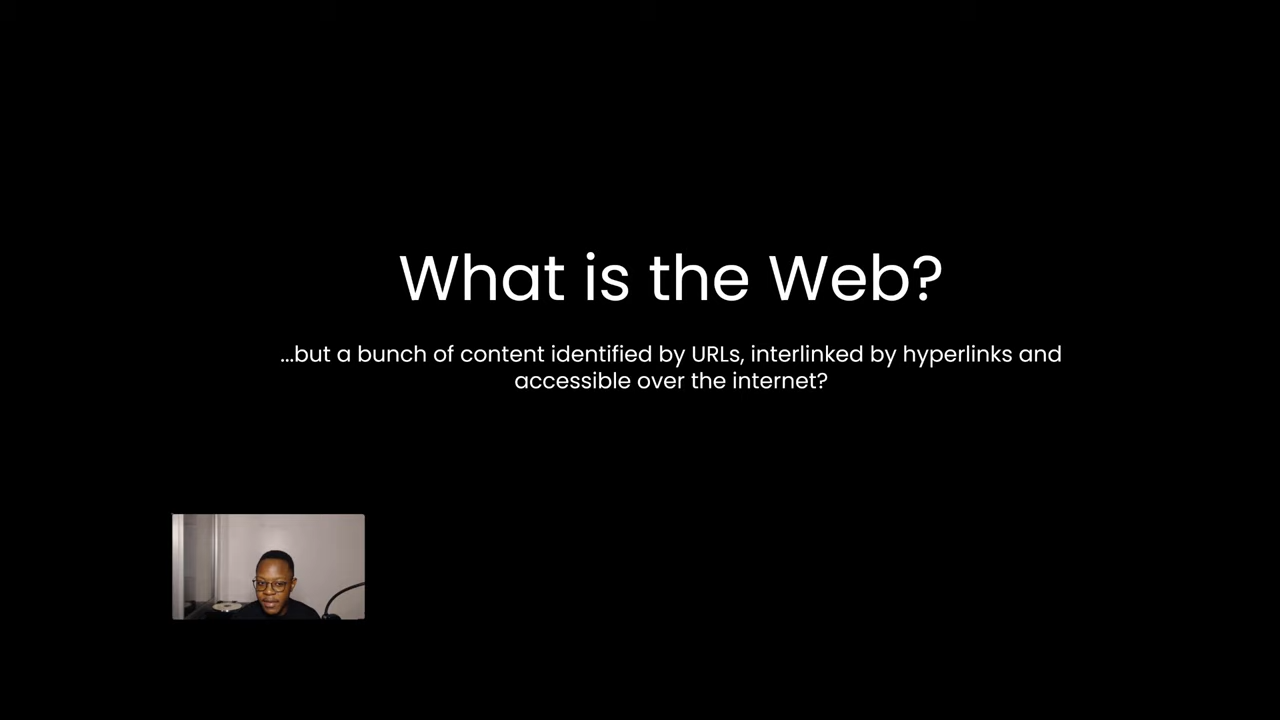 What is the Web?
...but a bunch of content identified by URLs, interlinked by hyperlinks and
accessible over the internet?